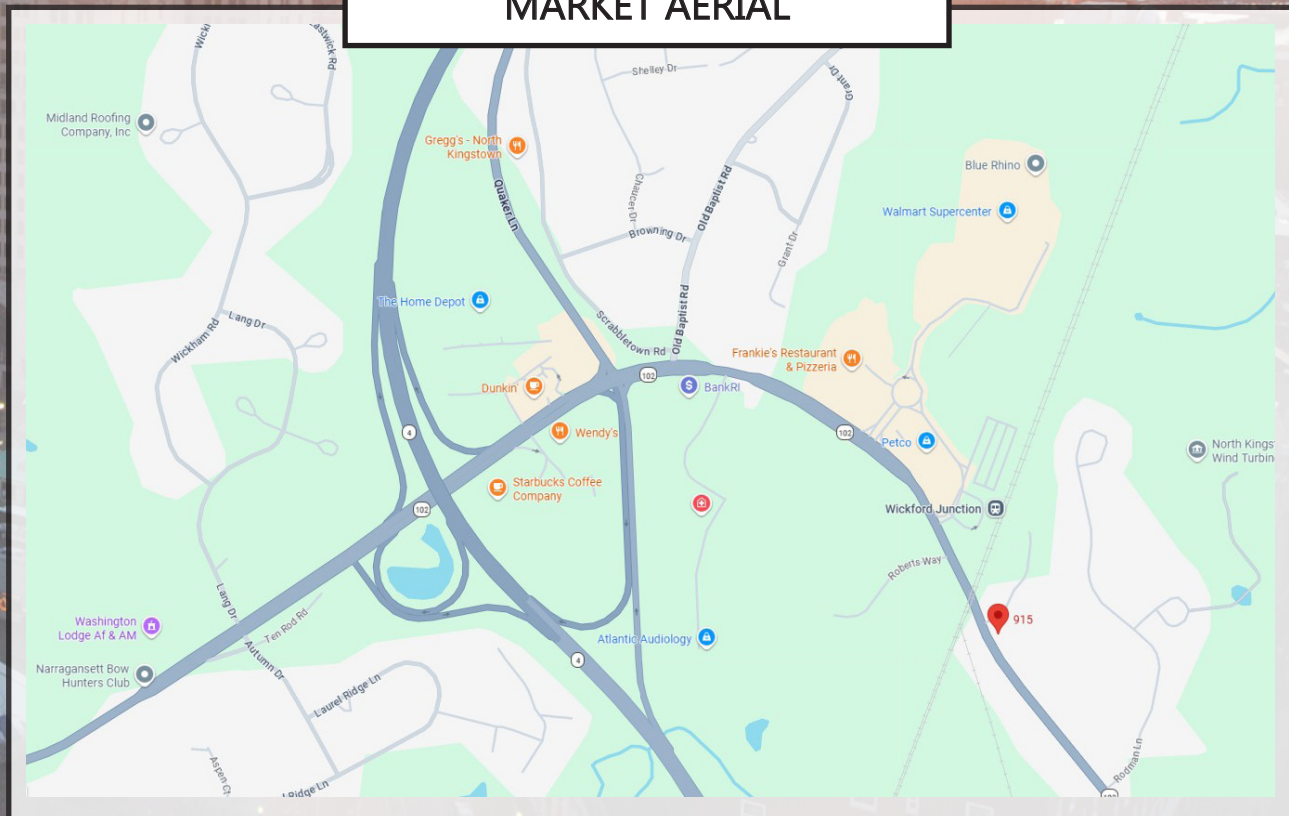 MARKET AERIAL
Shelley Dr
Grant Dr
Midland Roofing
Company, Inc
Gregg's - North
Kingstown
Quaker Ln
Chaucer Dr
Old Baptist Rd
Blue Rhino
Walmart Supercenter
Browning Dr
Grant Dr
The Home Depot
Lang Dr
Wickham Rd
Scrabbletown Rd
Old Baptist Rd
Frankie's Restaurant
& Pizzeria
102
BankRI
Dunkin'
Wendy's
4
102
Petco
North Kings
Wind Turbin
Starbucks Coffee
Company
102
Wickford Junction
Roberts Way
915
Lang Dr
Ten Rod Rd
Washington
Lodge Af & AM
Atlantic Audiology
4
Autumn Dr
Narragansett Bow
Hunters Club
Laurel Ridge Ln
Rodman Ln
Aspen Ct
l Ridge Ln